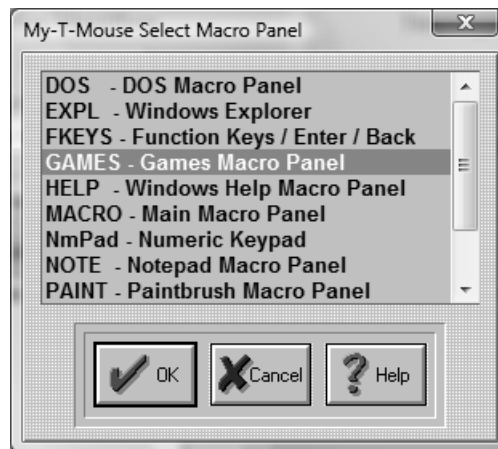 My-T-Mouse Select Macro Panel
DOS - DOS Macro Panel
EXPL - Windows Explorer
FKEYS - Function Keys / Enter / Back
GAMES - Games Macro Panel
HELP - Windows Help Macro Panel
MACRO - Main Macro Panel
NmPad - Numeric Keypad
NOTE - Notepad Macro Panel
PAINT - Paintbrush Macro Panel
OK Cancel Help